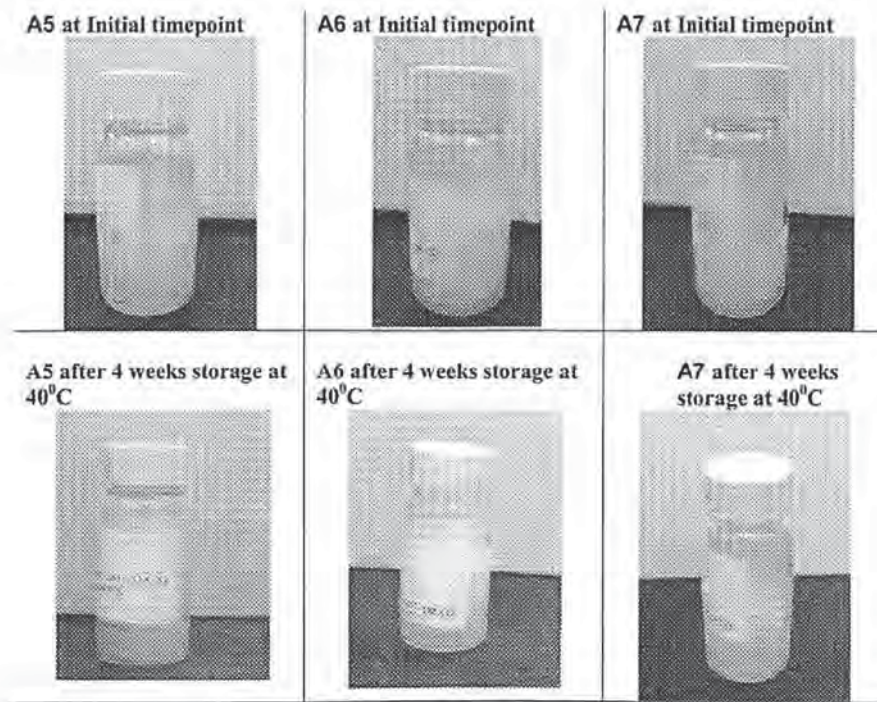 A5 at Initial timepoint
A6 at Initial timepoint
A7 at Initial timepoint
A5 after 4 weeks storage at
40⁰C
A6 after 4 weeks storage at
40⁰C
A7 after 4 weeks
storage at 40⁰C